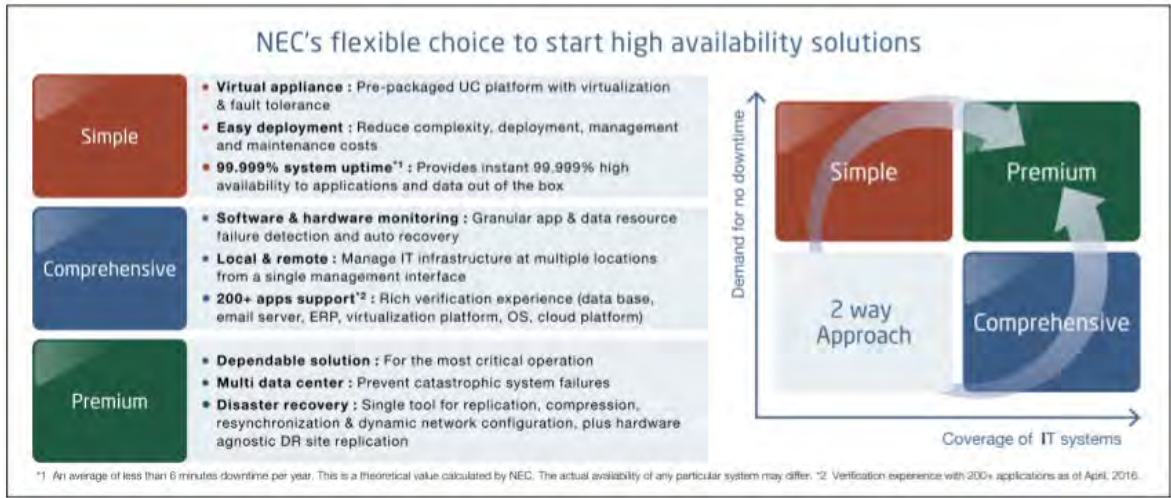 NEC's flexible choice to start high availability solutions
Simple
• Virtual appliance : Pre-packaged UC platform with virtualization
& fault tolerance
• Easy deployment : Reduce complexity, deployment, management
and maintenance costs
• 99.999% system uptime*1 : Provides instant 99.999% high
availability to applications and data out of the box
Comprehensive
• Software & hardware monitoring : Granular app & data resource
failure detection and auto recovery
• Local & remote : Manage IT infrastructure at multiple locations
from a single management interface
• 200+ apps support*2 : Rich verification experience (data base,
email server, ERP, virtualization platform, OS, cloud platform)
Premium
• Dependable solution : For the most critical operation
• Multi data center : Prevent catastrophic system failures
• Disaster recovery : Single tool for replication, compression,
resynchronization & dynamic network configuration, plus hardware
agnostic DR site replication
Demand for no downtime
Simple
Premium
2 way
Approach
Comprehensive
Coverage of IT systems
*1 An average of less than 6 minutes downtime per year. This is a theoretical value calculated by NEC. The actual availability of any particular system may differ. *2 Verification experience with 200+ applications as of April, 2016.